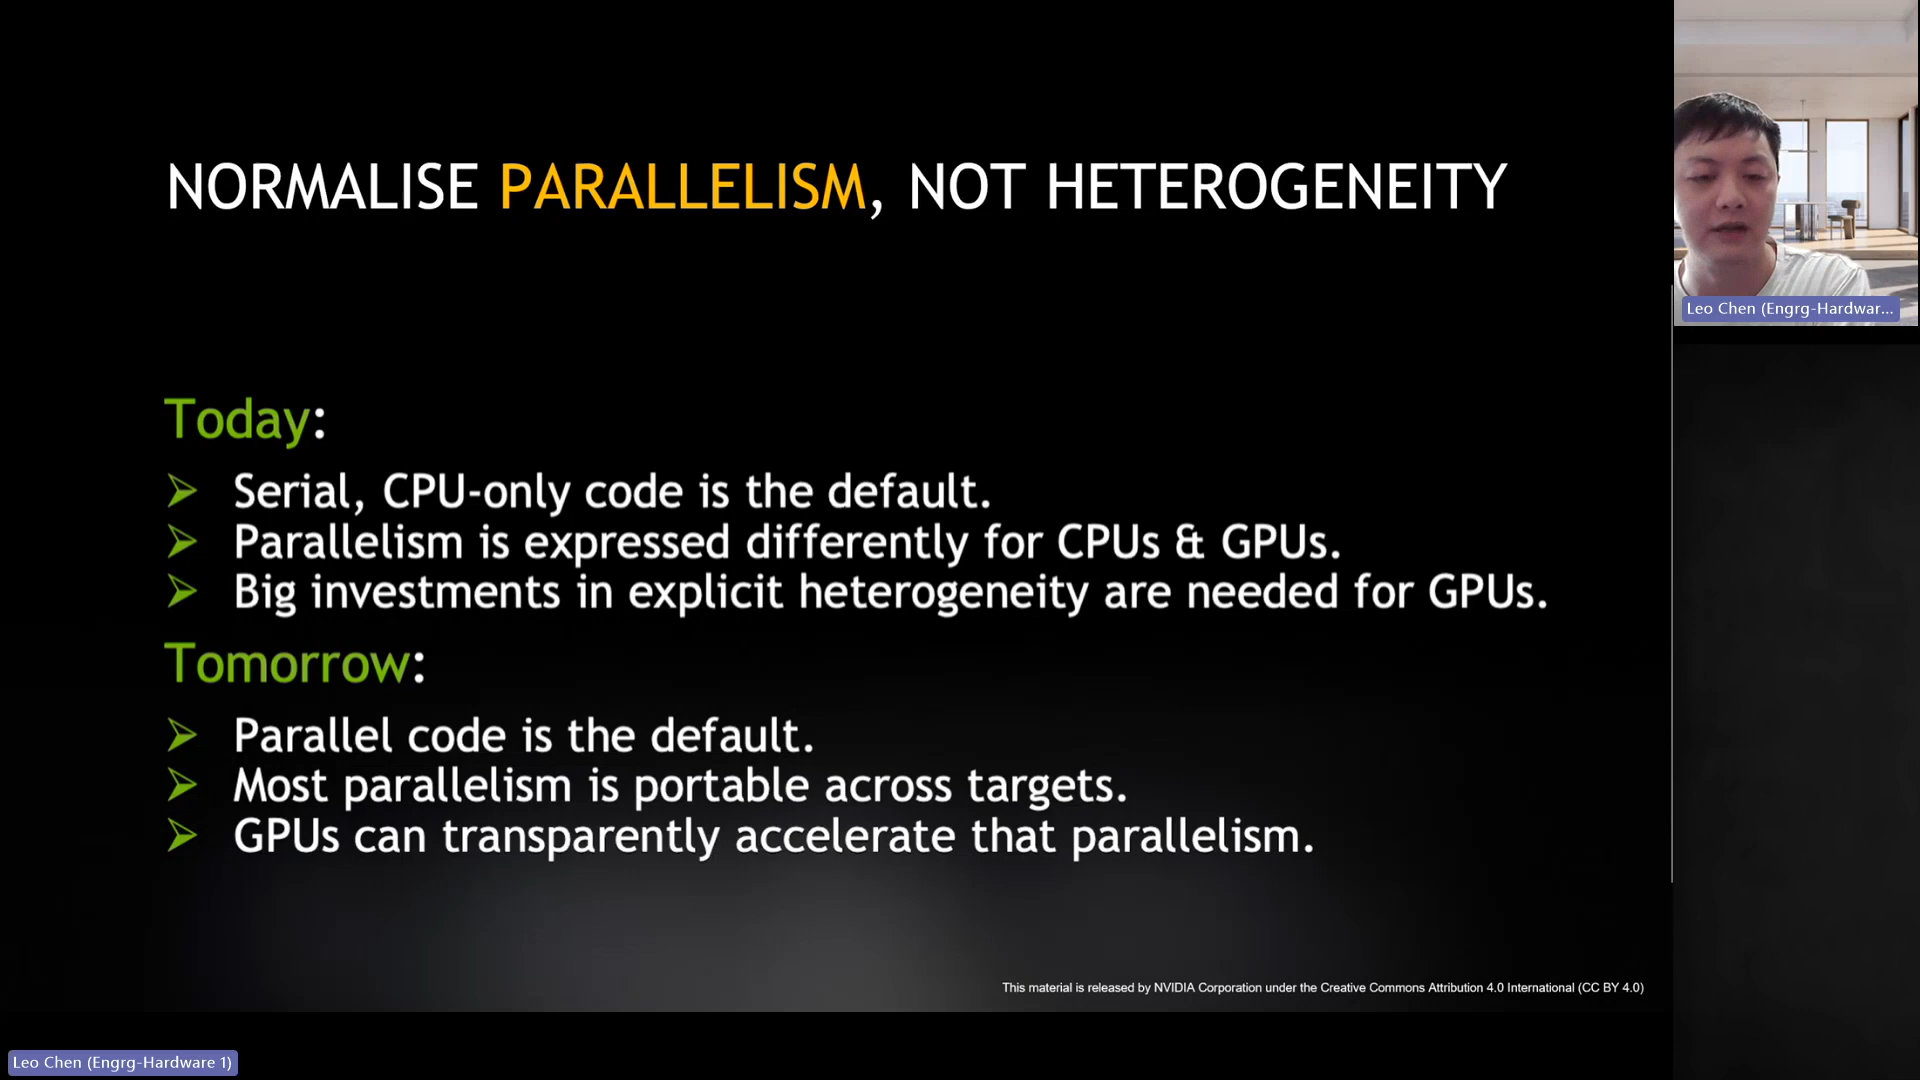 NORMALISE PARALLELISM, NOT HETEROGENEITY
Today:
Serial, CPU-only code is the default.
Parallelism is expressed differently for CPUs & GPUs.
Big investments in explicit heterogeneity are needed for GPUs.
Tomorrow:
Parallel code is the default.
Most parallelism is portable across targets.
GPUs can transparently accelerate that parallelism.
This material is released by NVIDIA Corporation under the Creative Commons Attribution 4.0 International (CC BY 4.0)
Leo Chen (Engrg-Hardwar...
Leo Chen (Engrg-Hardware 1)